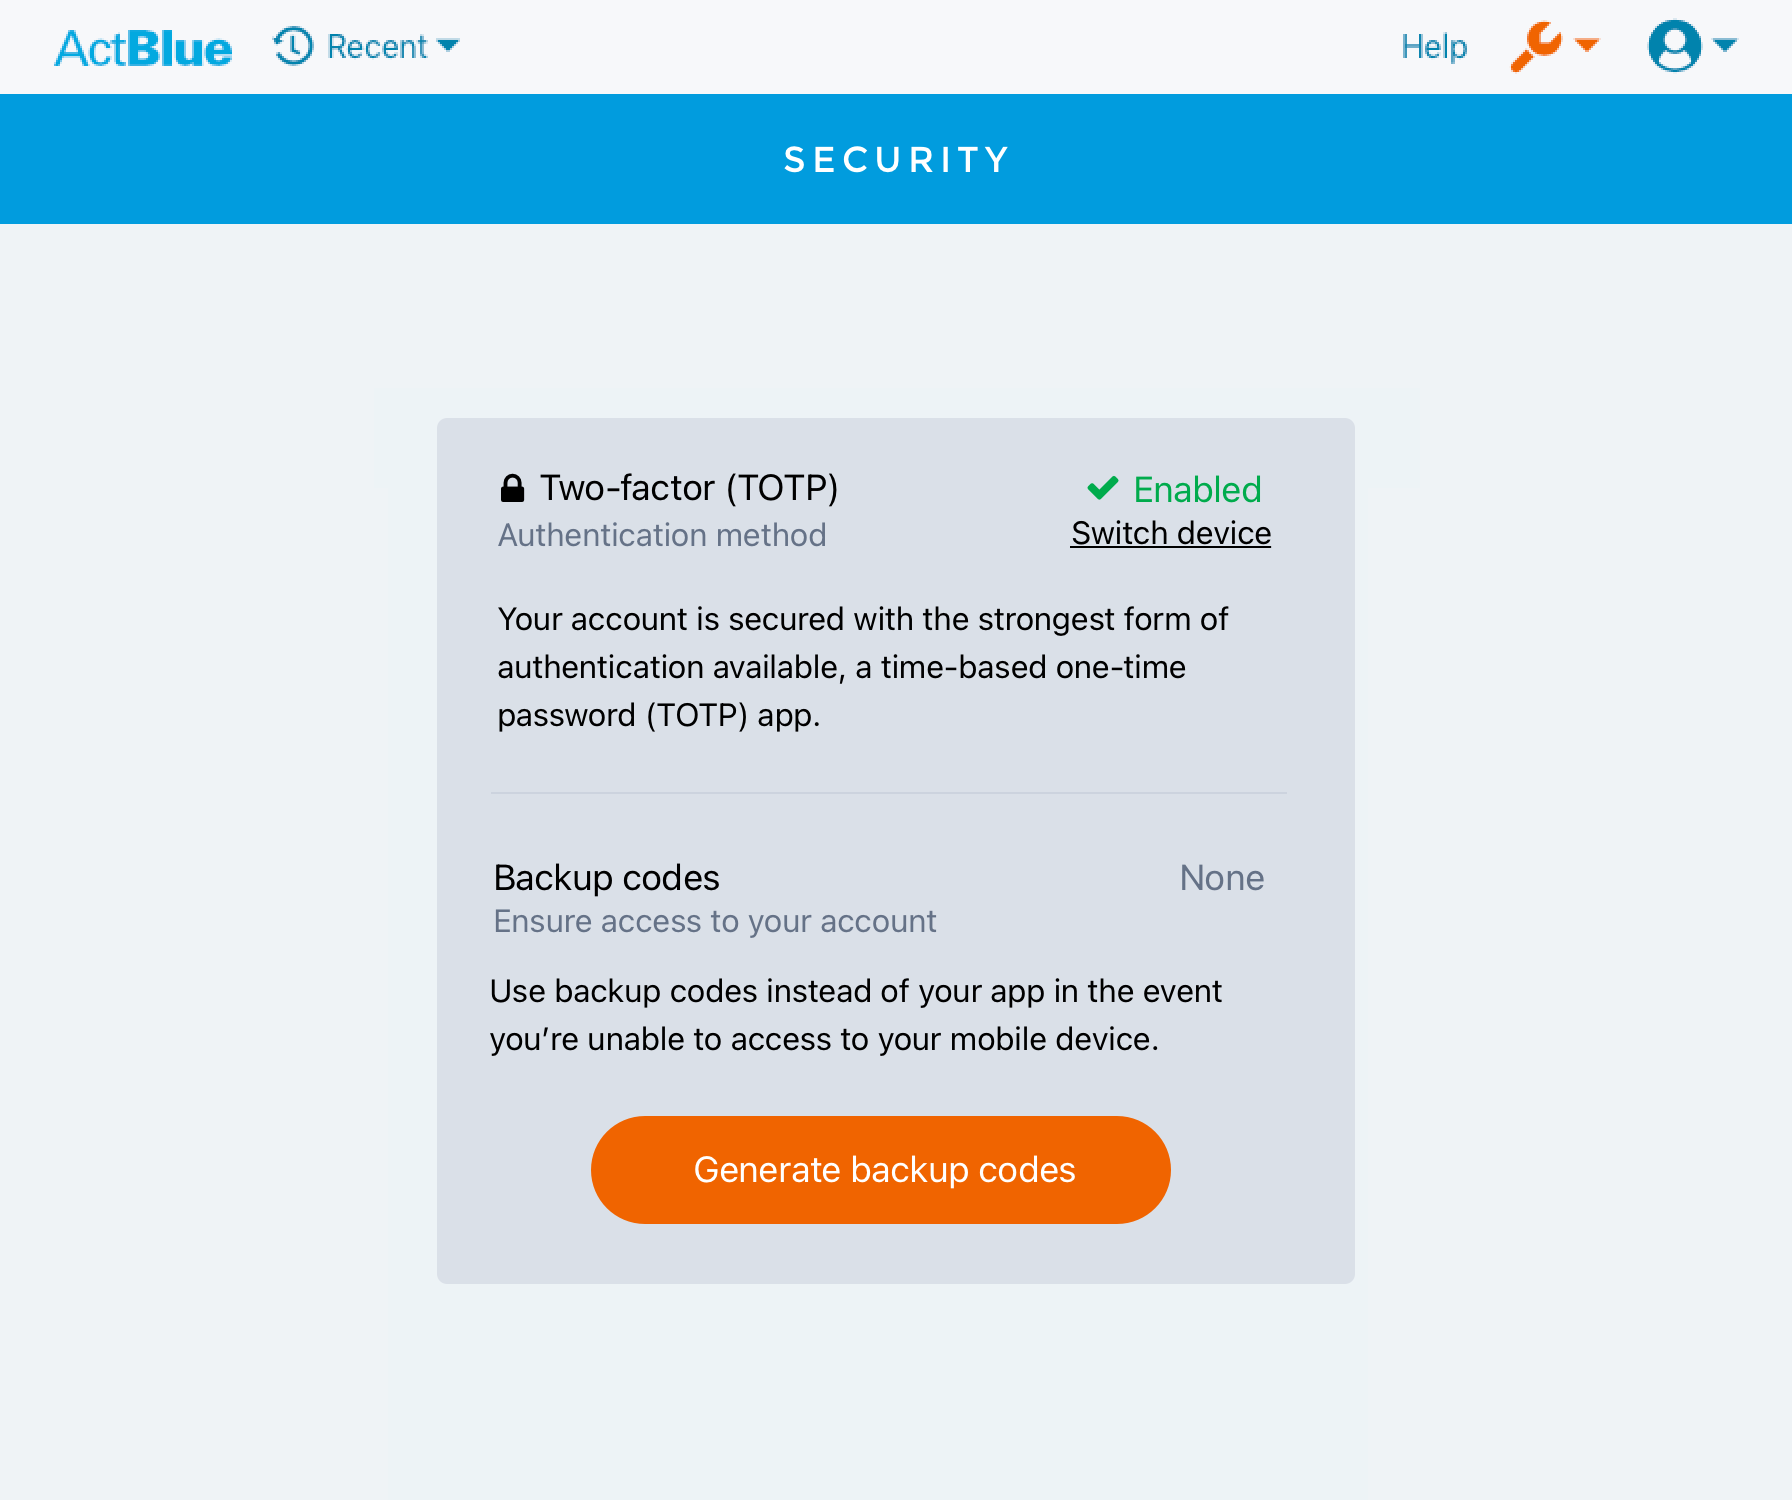 ActBlue Recent Help
SECURITY
Two-factor (TOTP) Enabled
Authentication method Switch device
Your account is secured with the strongest form of
authentication available, a time-based one-time
password (TOTP) app.
Backup codes None
Ensure access to your account
Use backup codes instead of your app in the event
you’re unable to access to your mobile device.
Generate backup codes